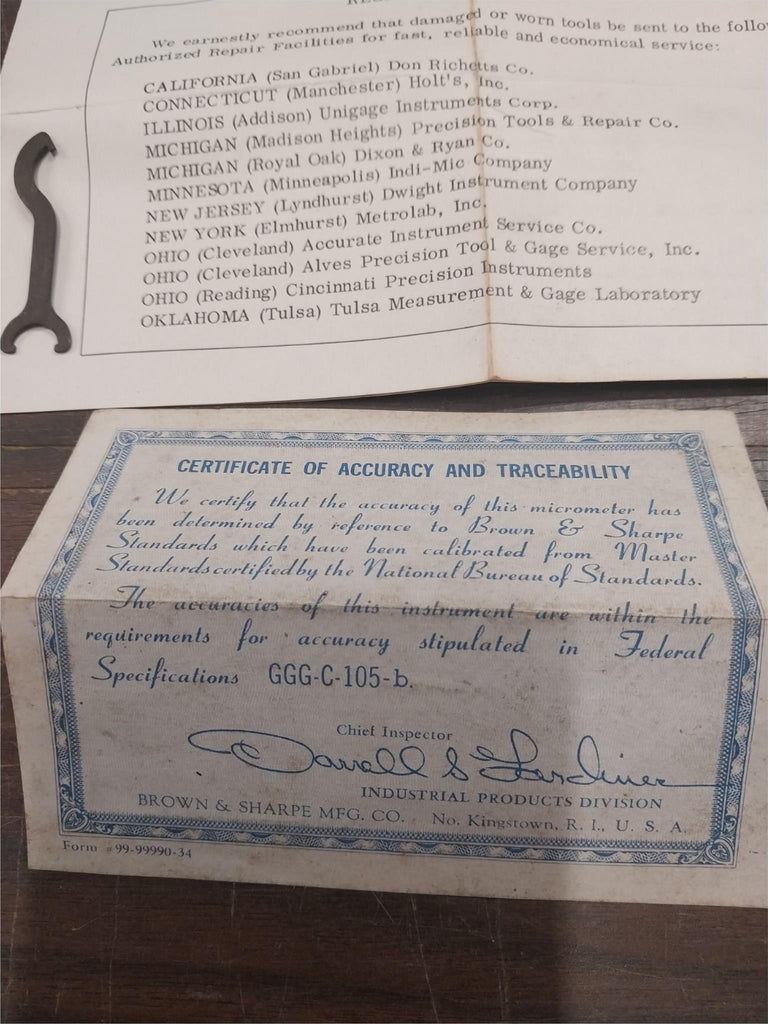 We earnestly recommend that damaged or worn tools be sent to the
Authorized Repair Facilities for fast, reliable and economical service:
CALIFORNIA (San Gabriel) Don Richetts Co.
CONNECTICUT (Manchester) Holt's, Inc.
ILLINOIS (Addison) Unigage Instruments Corp.
MICHIGAN (Madison Heights) Precision Tools & Repair Co.
MICHIGAN (Royal Oak) Dixon & Ryan Co.
MINNESOTA (Minneapolis) Indi-Mic Company
NEW JERSEY (Lyndhurst) Dwight Instrument Company
NEW YORK (Elmhurst) Metrolab, Inc.
OHIO (Cleveland) Accurate Instrument Service Co.
OHIO (Cleveland) Alves Precision Tool & Gage Service, Inc.
OHIO (Reading) Cincinnati Precision Instruments
OKLAHOMA (Tulsa) Tulsa Measurement & Gage Laboratory
CERTIFICATE OF ACCURACY AND TRACEABILITY
We certify that the accuracy of this micrometer has
been determined by reference to Brown & Sharpe
Standards which have been calibrated from Master
Standards certified by the National Bureau of Standards.
The accuracies of this instrument are within the
requirements for accuracy stipulated in Federal
Specifications GGG-C-105-b.
Chief Inspector
Darrell S Gardiner
INDUSTRIAL PRODUCTS DIVISION
BROWN & SHARPE MFG. CO. No. Kingstown, R. I., U. S. A.
Form #99-99990-34